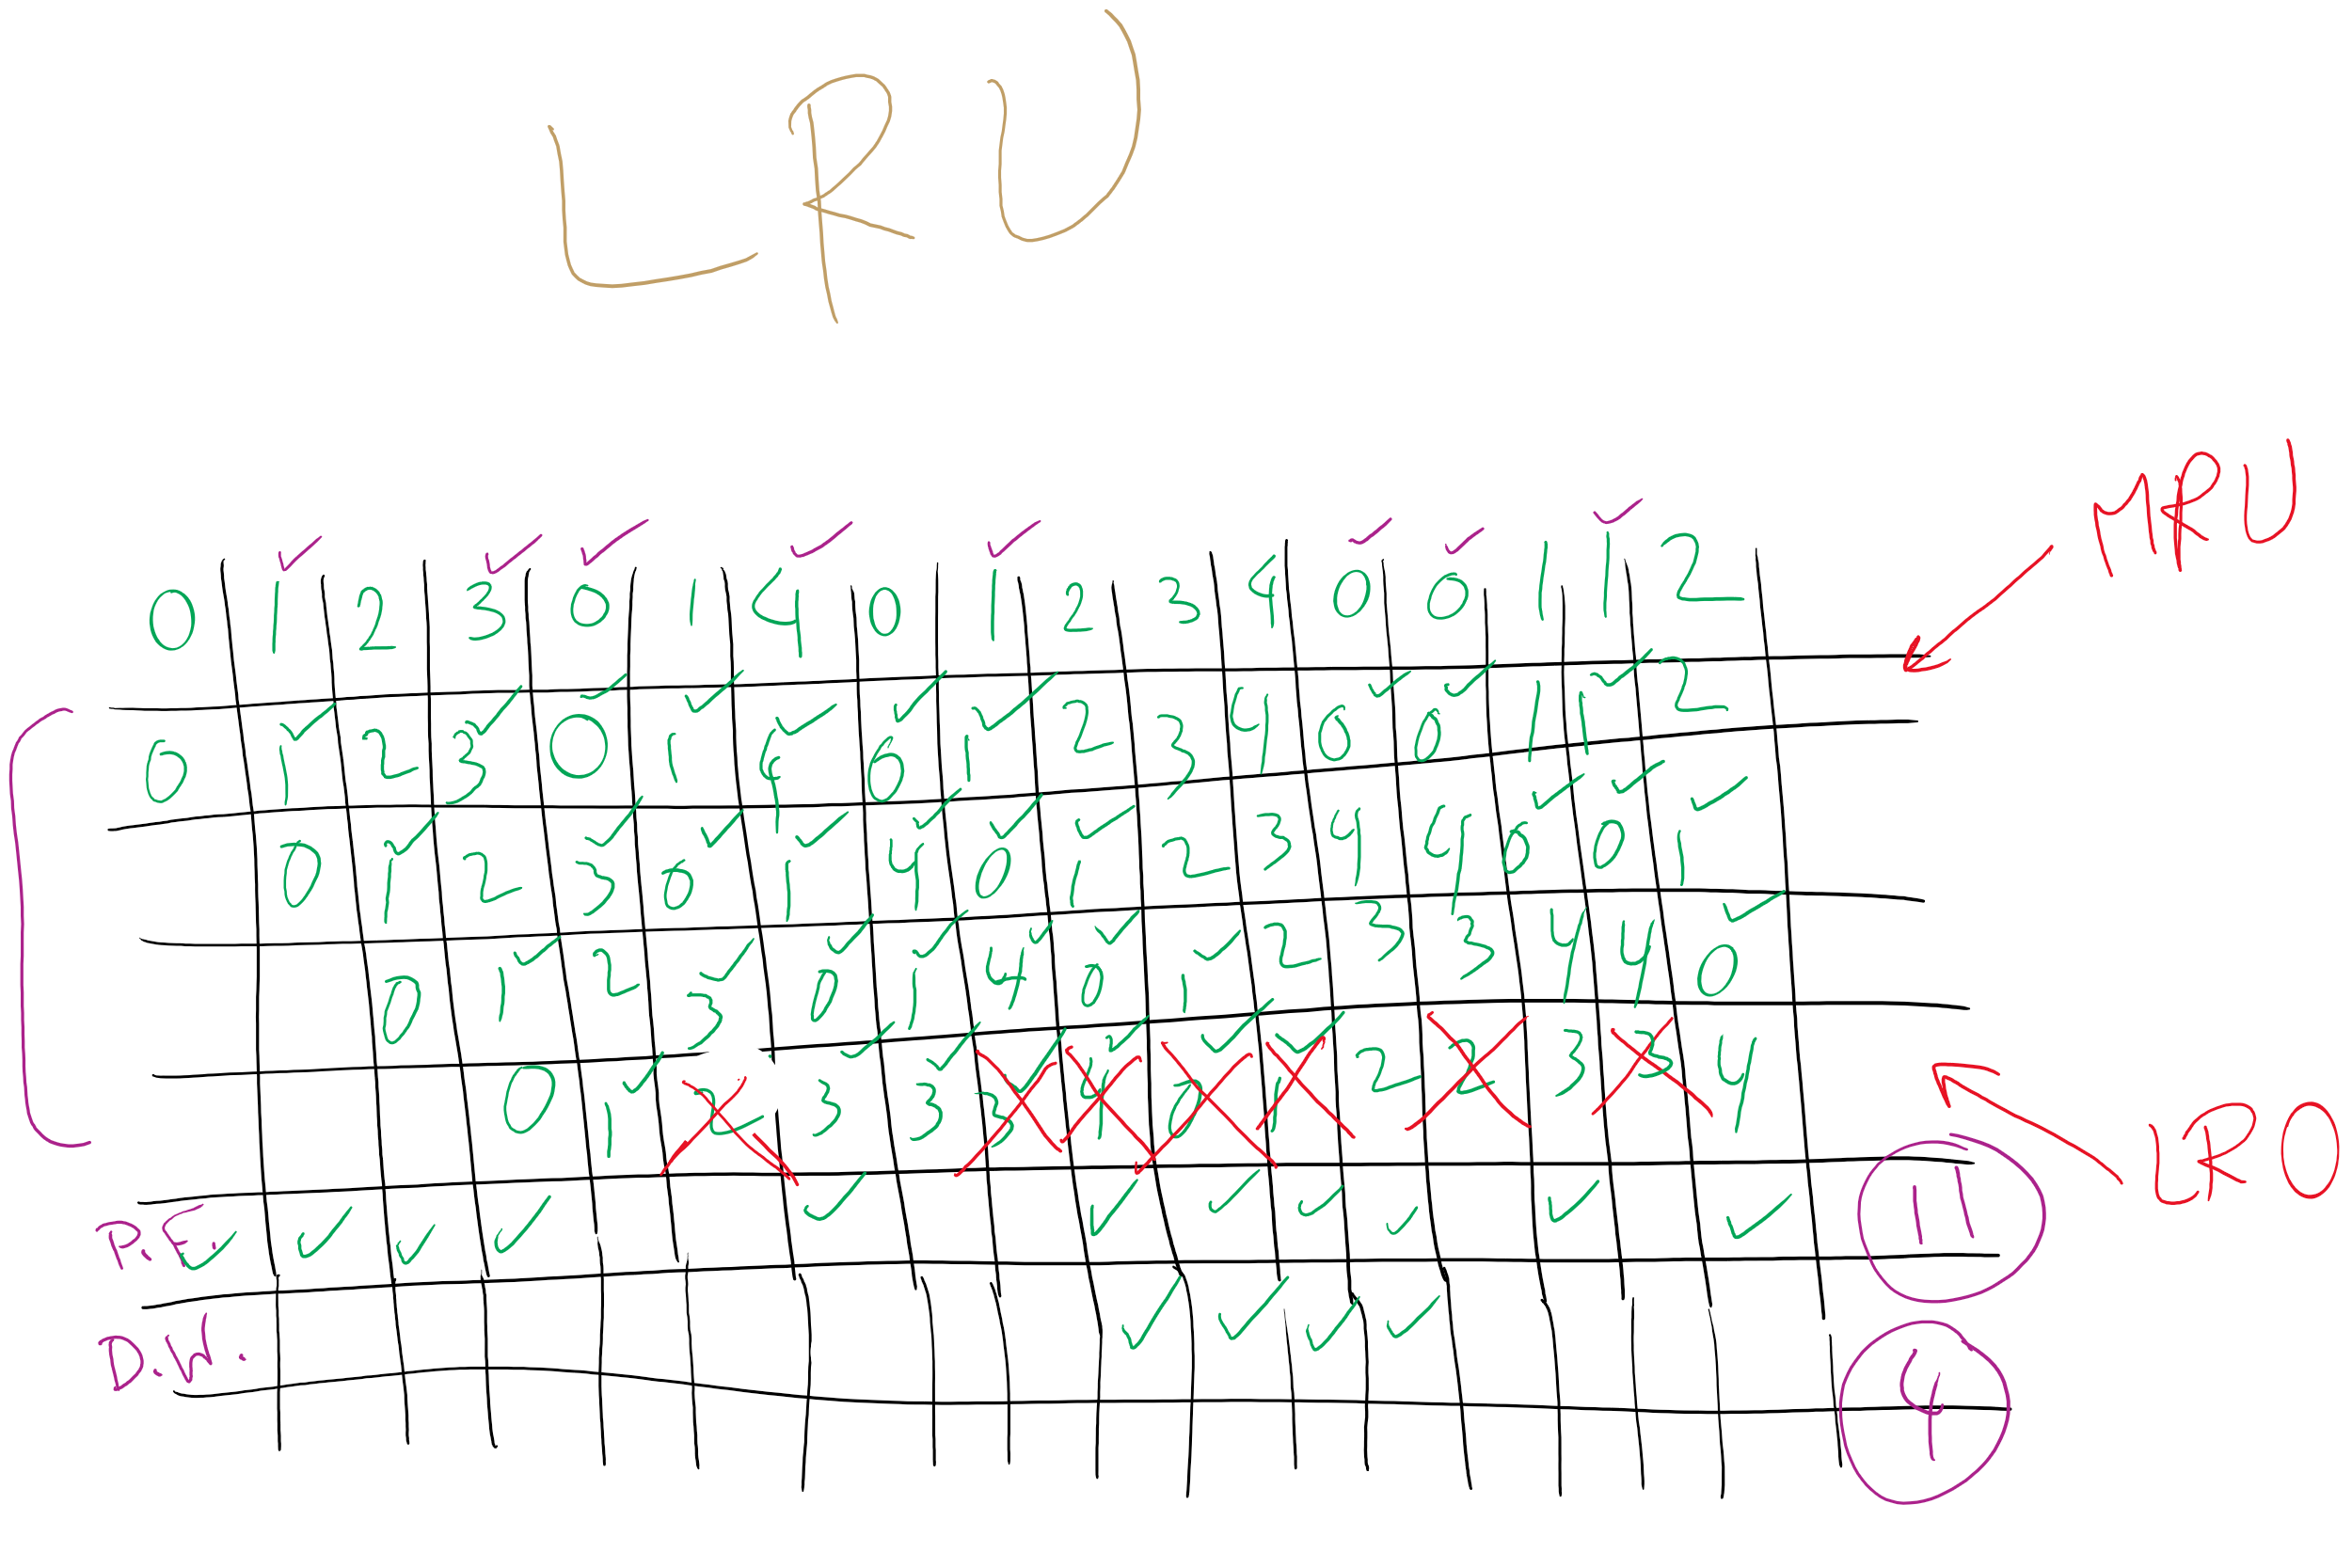 LRU
MRU
0 1 2 3 0 1 4 0 1 2 3 4 0 0 1 1 2
0 1 2 3 0 1 4 0 1 2 3 4 0 0 1 1 2
0 1 2 3 0 1 4 0 1 2 3 4 4 0 0 1
0 1 2 3 0 1 4 0 1 2 3 3 4 4 0
0 1 2 3 3 2 4 0 1 2 2 3 3 4
LRO
P.F. 11
D.W. 4